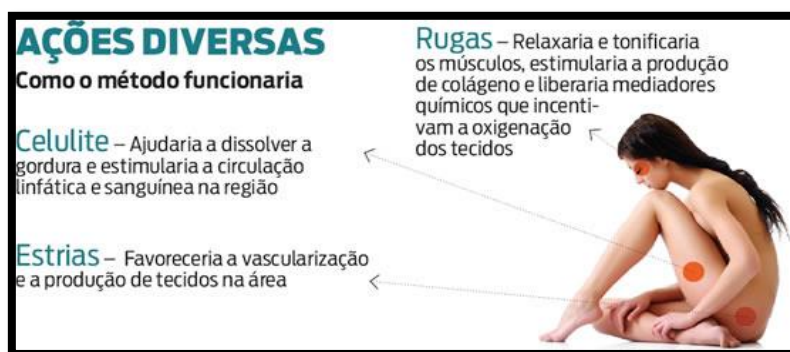 AÇÕES DIVERSAS
Como o método funcionaria
Celulite – Ajudaria a dissolver a
gordura e estimularia a circulação
linfática e sanguínea na região
Estrias – Favoreceria a vascularização
e a produção de tecidos na área
Rugas – Relaxaria e tonificaria
os músculos, estimularia a produção
de colágeno e liberaria mediadores
químicos que incenti-
vam a oxigenação
dos tecidos